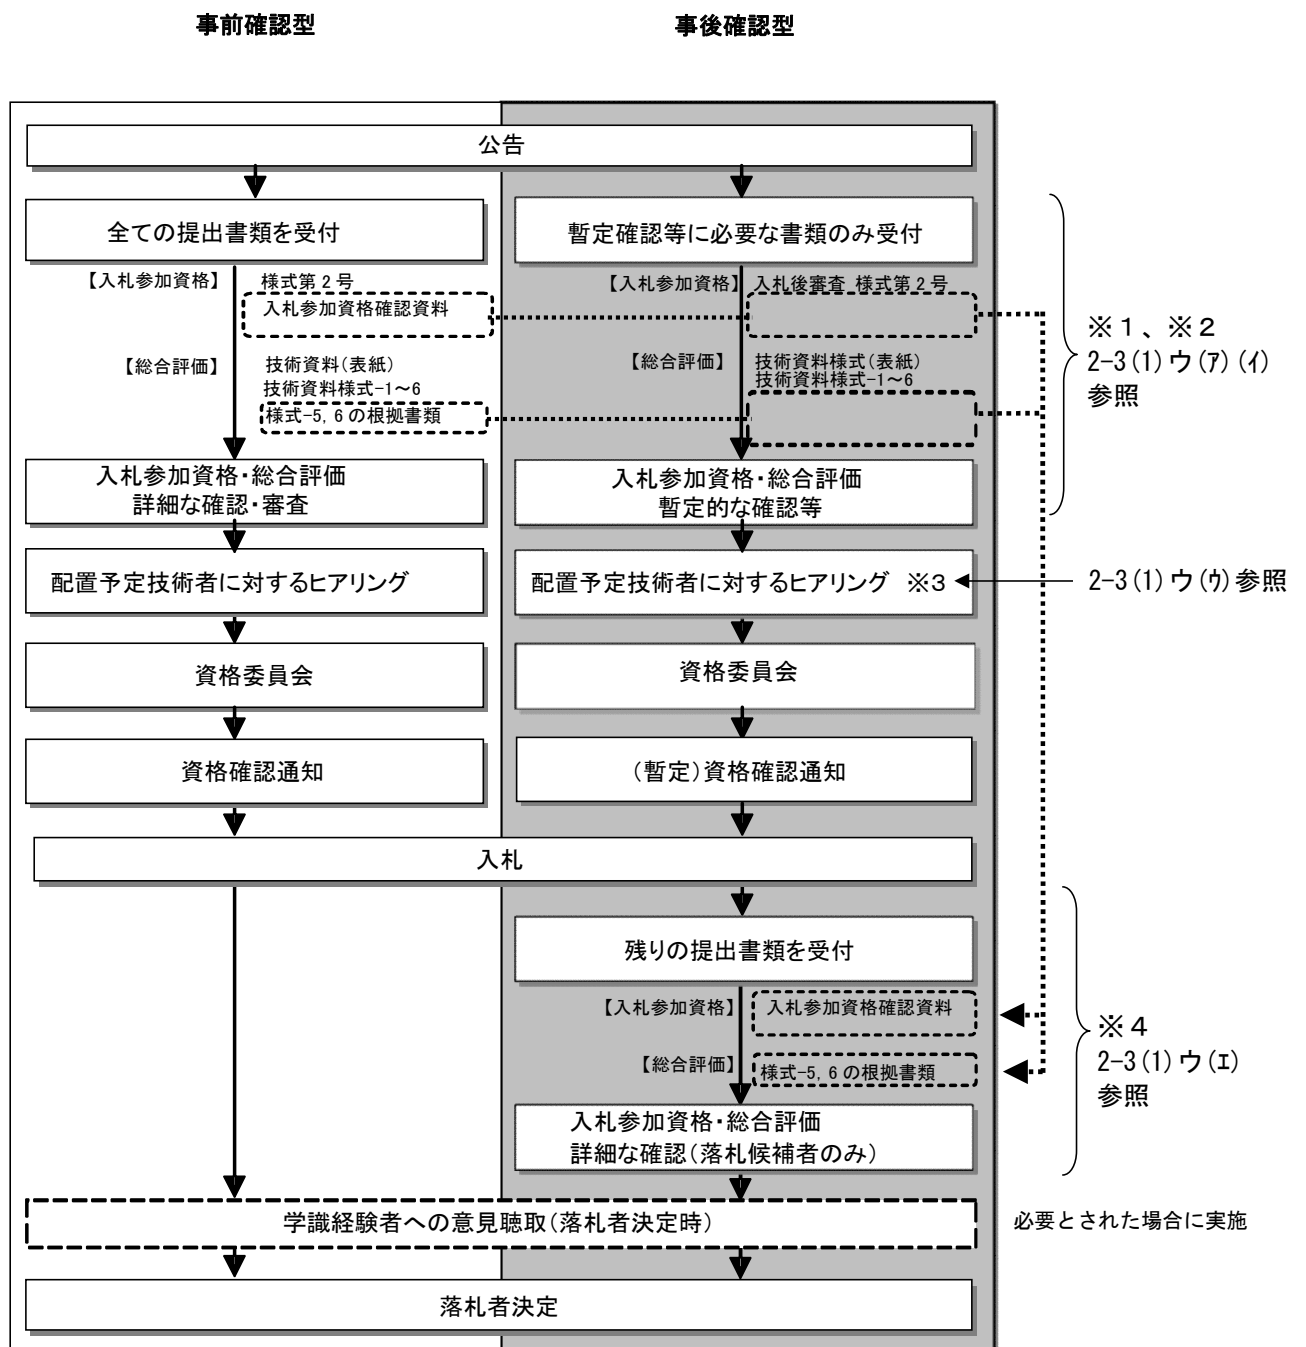 事前確認型
事後確認型
公告
全ての提出書類を受付
暫定確認等に必要な書類のみ受付
【入札参加資格】 様式第2号
入札参加資格確認資料
【入札参加資格】 入札後審査 様式第2号
【総合評価】 技術資料(表紙)
技術資料様式-1~6
様式-5,6の根拠書類
【総合評価】 技術資料様式(表紙)
技術資料様式-1~6
※1、※2
2-3(1)ウ(ア)(イ)
参照
入札参加資格・総合評価
詳細な確認・審査
入札参加資格・総合評価
暫定的な確認等
配置予定技術者に対するヒアリング
配置予定技術者に対するヒアリング ※3
2-3(1)ウ(ウ)参照
資格委員会
資格委員会
資格確認通知
(暫定)資格確認通知
入札
残りの提出書類を受付
【入札参加資格】 入札参加資格確認資料
【総合評価】 様式-5,6の根拠書類
※4
2-3(1)ウ(エ)
参照
入札参加資格・総合評価
詳細な確認(落札候補者のみ)
学識経験者への意見聴取(落札者決定時)
必要とされた場合に実施
落札者決定